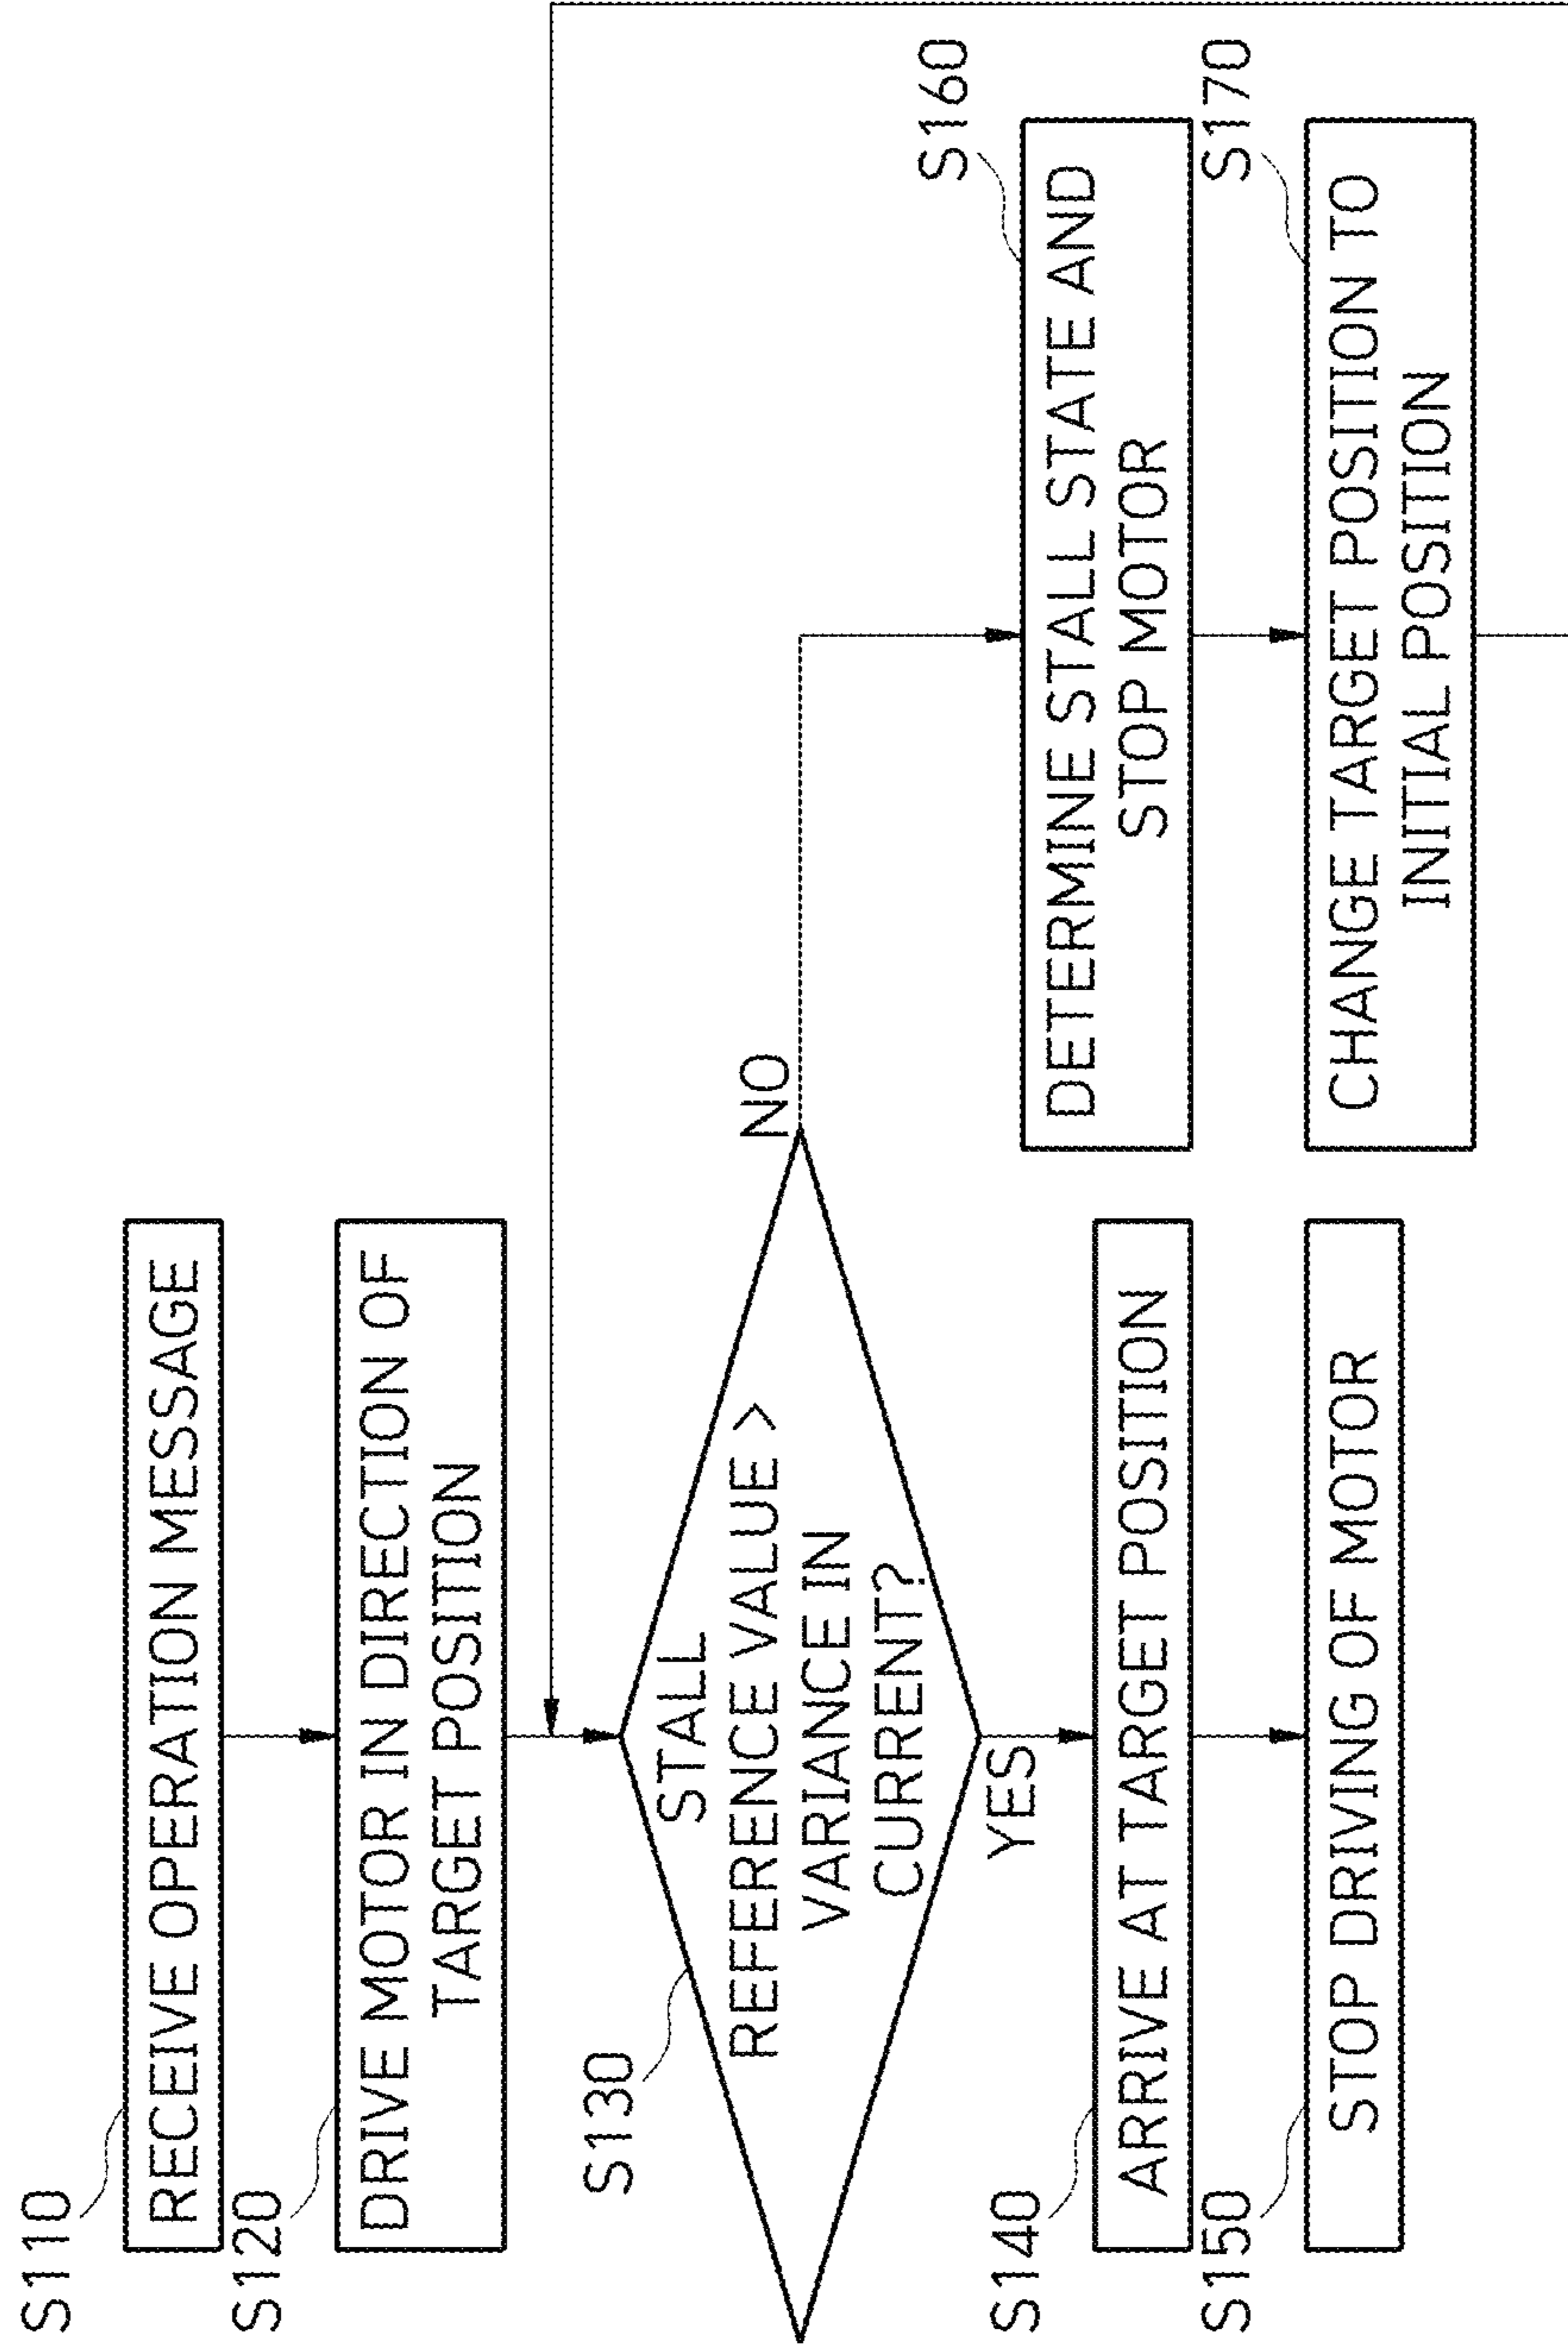 S110
RECEIVE OPERATION MESSAGE
S120
DRIVE MOTOR IN DIRECTION OF
TARGET POSITION
S130
STALL
REFERENCE VALUE >
VARIANCE IN
CURRENT?
NO
YES
S140
ARRIVE AT TARGET POSITION
S150
STOP DRIVING OF MOTOR
S160
DETERMINE STALL STATE AND
STOP MOTOR
S170
CHANGE TARGET POSITION TO
INITIAL POSITION